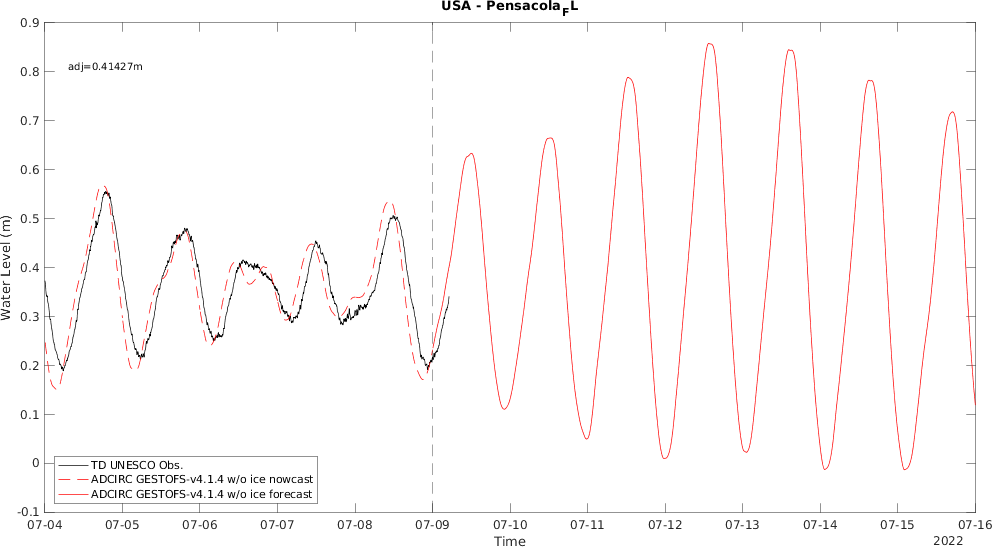 USA - Pensacola_FL
adj=0.41427m
0.9
0.8
0.7
0.6
0.5
0.4
0.3
0.2
0.1
0
-0.1
Water Level (m)
TD UNESCO Obs.
ADCIRC GESTOFS-v4.1.4 w/o ice nowcast
ADCIRC GESTOFS-v4.1.4 w/o ice forecast
07-04 07-05 07-06 07-07 07-08 07-09 07-10 07-11 07-12 07-13 07-14 07-15 07-16
Time
2022